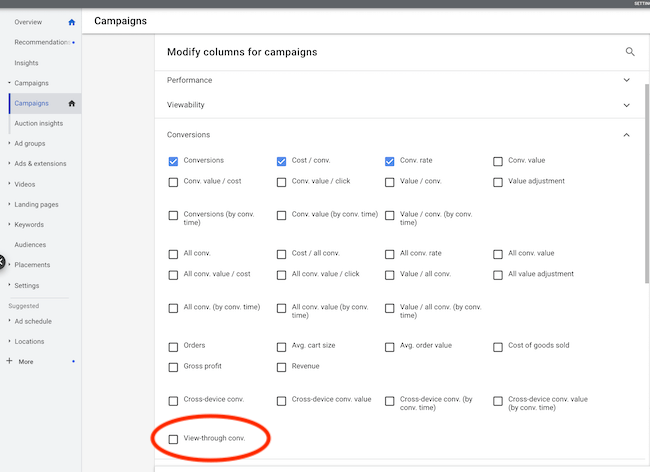 SETTIN
Overview
Campaigns
Recommendations
Modify columns for campaigns
Insights
Performance
Campaigns
Campaigns
Viewability
Auction insights
Conversions
Ad groups
Ads & extensions
Videos
Landing pages
Keywords
Audiences
Placements
Settings
Suggested
Ad schedule
Locations
More
Conversions
Cost / conv.
Conv. rate
Conv. value
Conv. value / cost
Conv. value / click
Value / conv.
Value adjustment
Conversions (by conv.
time)
Conv. value (by conv. time)
Value / conv. (by conv.
time)
All conv.
Cost / all conv.
All conv. rate
All conv. value
All conv. value / cost
All conv. value / click
Value / all conv.
All value adjustment
All conv. (by conv. time)
All conv. value (by conv.
time)
Value / all conv. (by conv.
time)
Orders
Avg. cart size
Avg. order value
Cost of goods sold
Gross profit
Revenue
Cross-device conv.
Cross-device conv. value
Cross-device conv. (by
conv. time)
Cross-device conv. value
(by conv. time)
View-through conv.